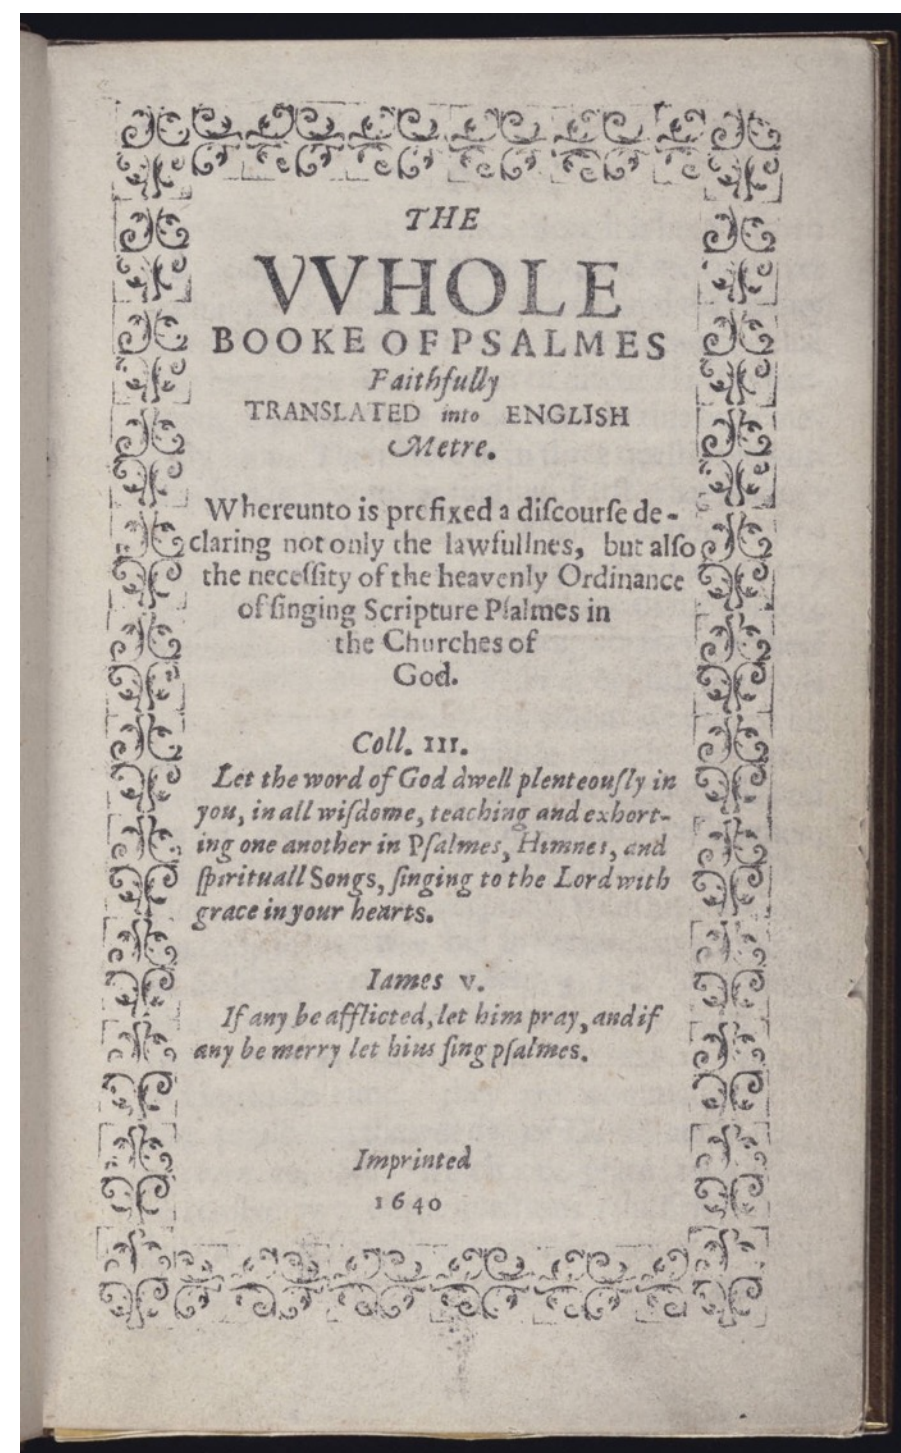 THE
VVHOLE
BOOKE OF PSALMES
Faithfully
TRANSLATED into ENGLISH
Metre.
Whereunto is prefixed a diſcourſe de-
claring not only the lawfullnes, but alſo
the neceſſity of the heavenly Ordinance
of ſinging Scripture Pſalmes in
the Churches of
God.
Coll. III.
Let the word of God dwell plenteouſly in
you, in all wiſdome, teaching and exhort-
ing one another in Pſalmes, Himnes, and
ſpirituall Songs, ſinging to the Lord with
grace in your hearts.
Iames v.
If any be afflicted, let him pray, and if
any be merry let him ſing pſalmes.
Imprinted
1640